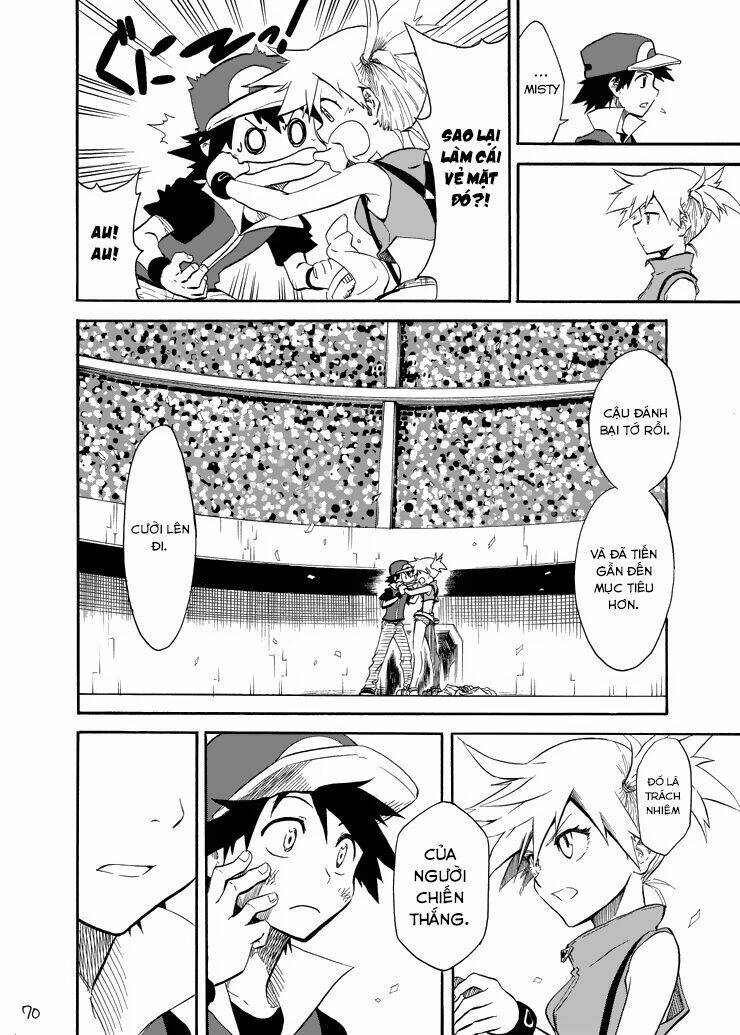 ...
MISTY
SAO LẠI
LÀM CÁI
VẺ MẶT
ĐÓ?!
AU!
AU!
ぐにーっ!
CẬU ĐÁNH
BẠI TỚ RỒI.
VÀ ĐÃ TIẾN
GẦN ĐẾN
MỤC TIÊU
HƠN.
CƯỜI LÊN
ĐI.
ĐÓ LÀ
TRÁCH
NHIỆM
CỦA
NGƯỜI
CHIẾN
THẮNG.
70